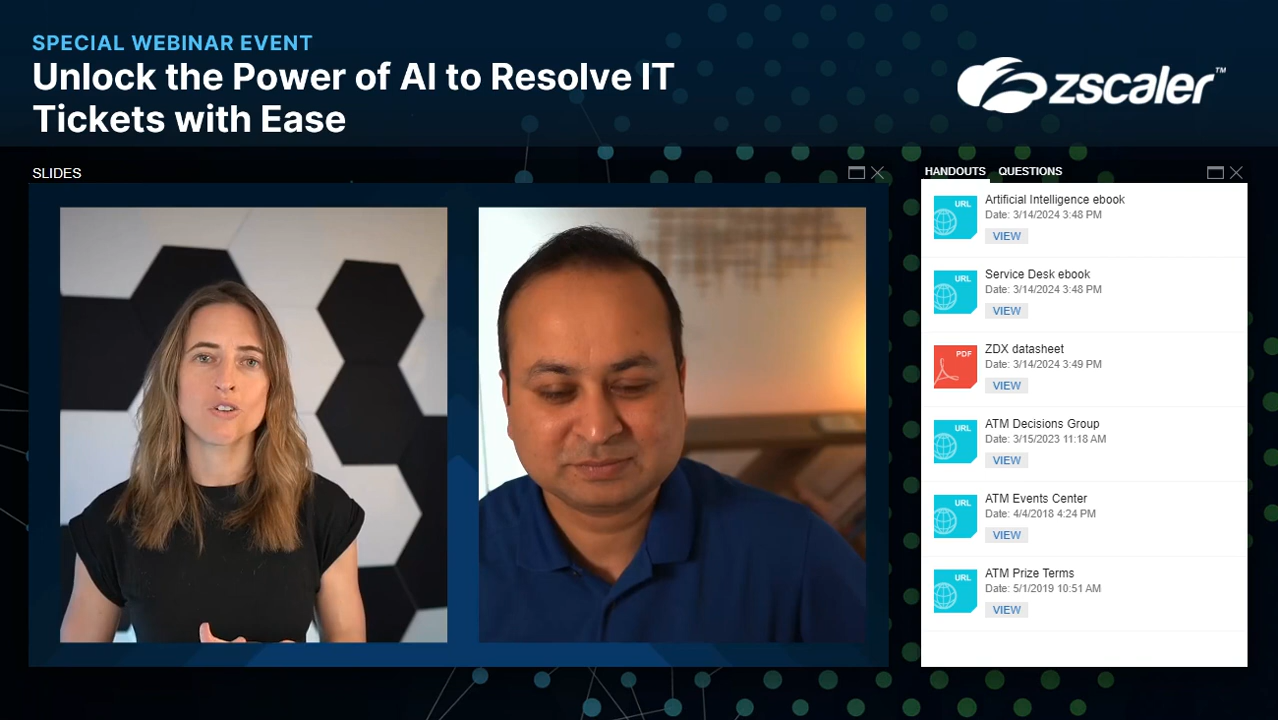 SPECIAL WEBINAR EVENT
Unlock the Power of AI to Resolve IT
Tickets with Ease
zscaler™
SLIDES
HANDOUTS QUESTIONS
URL
Artificial Intelligence ebook
Date: 3/14/2024 3:48 PM
VIEW
URL
Service Desk ebook
Date: 3/14/2024 3:48 PM
VIEW
PDF
ZDX datasheet
Date: 3/14/2024 3:49 PM
VIEW
URL
ATM Decisions Group
Date: 3/15/2023 11:18 AM
VIEW
URL
ATM Events Center
Date: 4/4/2018 4:24 PM
VIEW
URL
ATM Prize Terms
Date: 5/1/2019 10:51 AM
VIEW